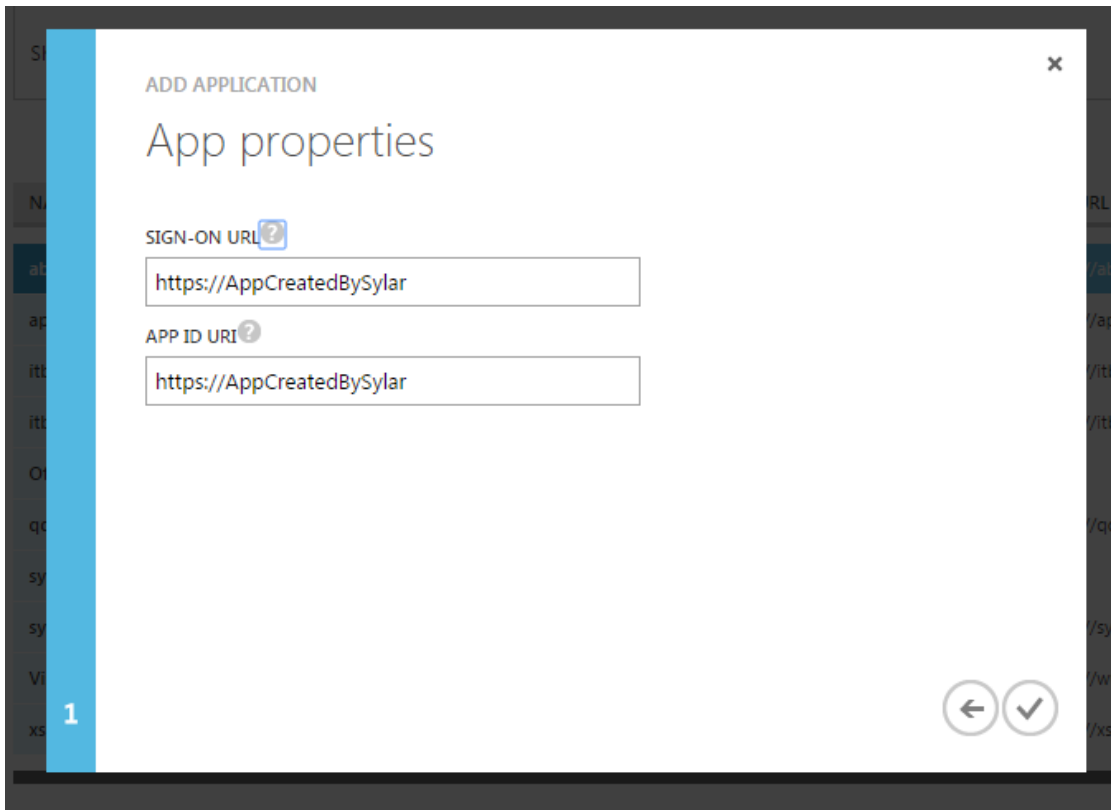 ADD APPLICATION
App properties
SIGN-ON URL
https://AppCreatedBySylar
APP ID URI
https://AppCreatedBySylar
1